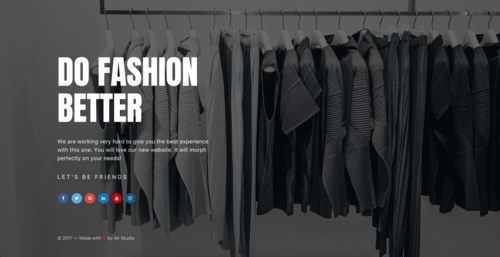 DO FASHION
BETTER
We are working very hard to give you the best experience
with this one. You will love our new website. It will morph
perfectly on your needs!
LET'S BE FRIENDS
© 2017 — Made with ♥ by Air Studio